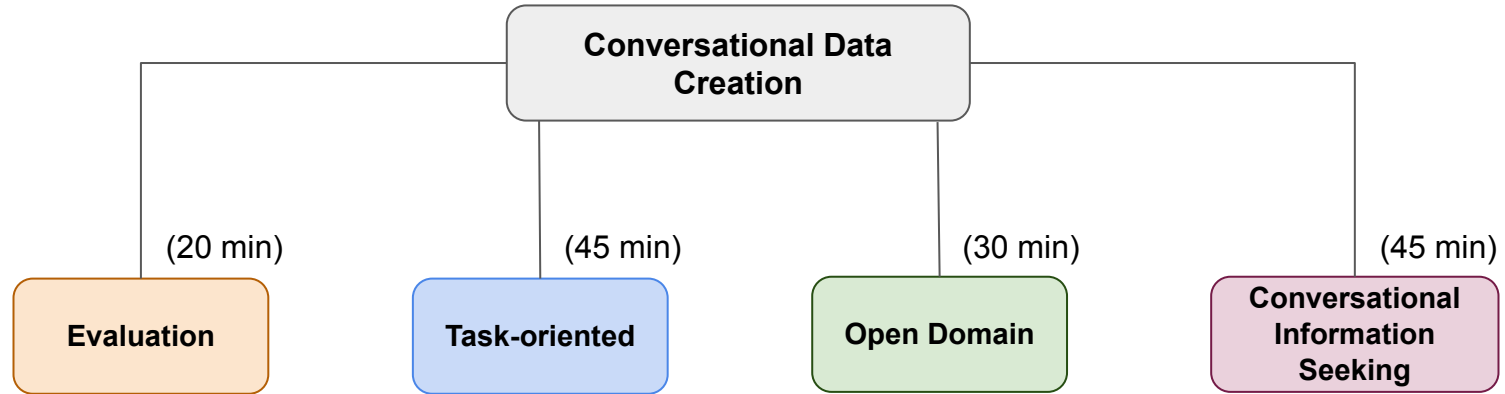 Conversational Data
Creation
(20 min)
(45 min)
(30 min)
(45 min)
Evaluation
Task-oriented
Open Domain
Conversational
Information
Seeking